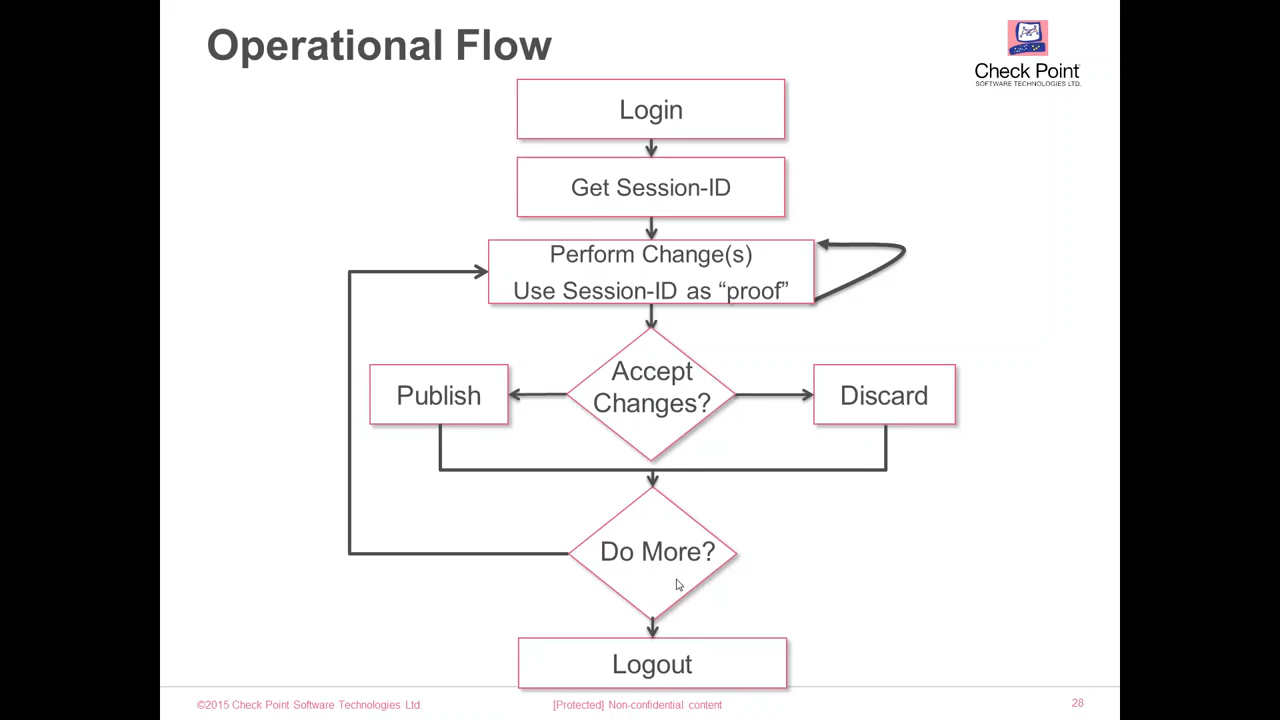 Operational Flow
Check Point
SOFTWARE TECHNOLOGIES LTD.
Login
Get Session-ID
Perform Change(s)
Use Session-ID as “proof”
Accept
Changes?
Publish
Discard
Do More?
Logout
©2015 Check Point Software Technologies Ltd.
[Protected] Non-confidential content
28